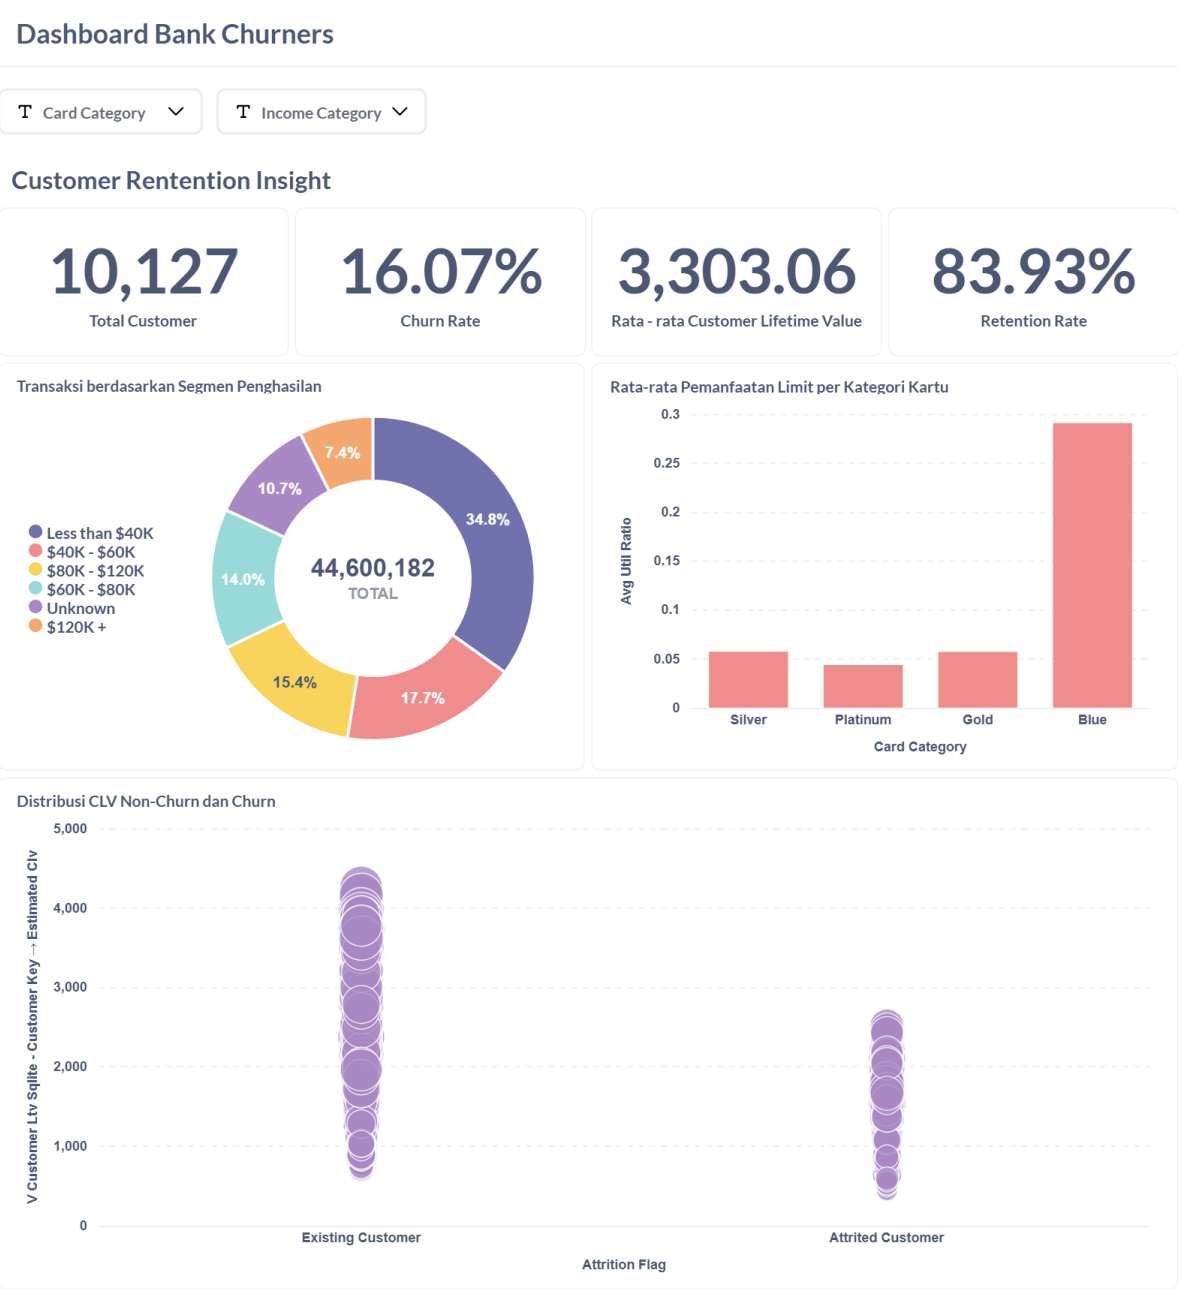 Dashboard Bank Churners
T Card Category
T Income Category
Customer Rentention Insight
10,127
Total Customer
16.07%
Churn Rate
3,303.06
Rata - rata Customer Lifetime Value
83.93%
Retention Rate
Transaksi berdasarkan Segmen Penghasilan
Less than $40K
$40K - $60K
$80K - $120K
$60K - $80K
Unknown
$120K +
34.8%
17.7%
15.4%
14.0%
10.7%
7.4%
44,600,182
TOTAL
Rata-rata Pemanfaatan Limit per Kategori Kartu
Avg Util Ratio
0.3
0.25
0.2
0.15
0.1
0.05
0
Silver Platinum Gold Blue
Card Category
Distribusi CLV Non-Churn dan Churn
V Customer Ltv Sqlite - Customer Key → Estimated Clv
5,000
4,000
3,000
2,000
1,000
0
Existing Customer Attrited Customer
Attrition Flag